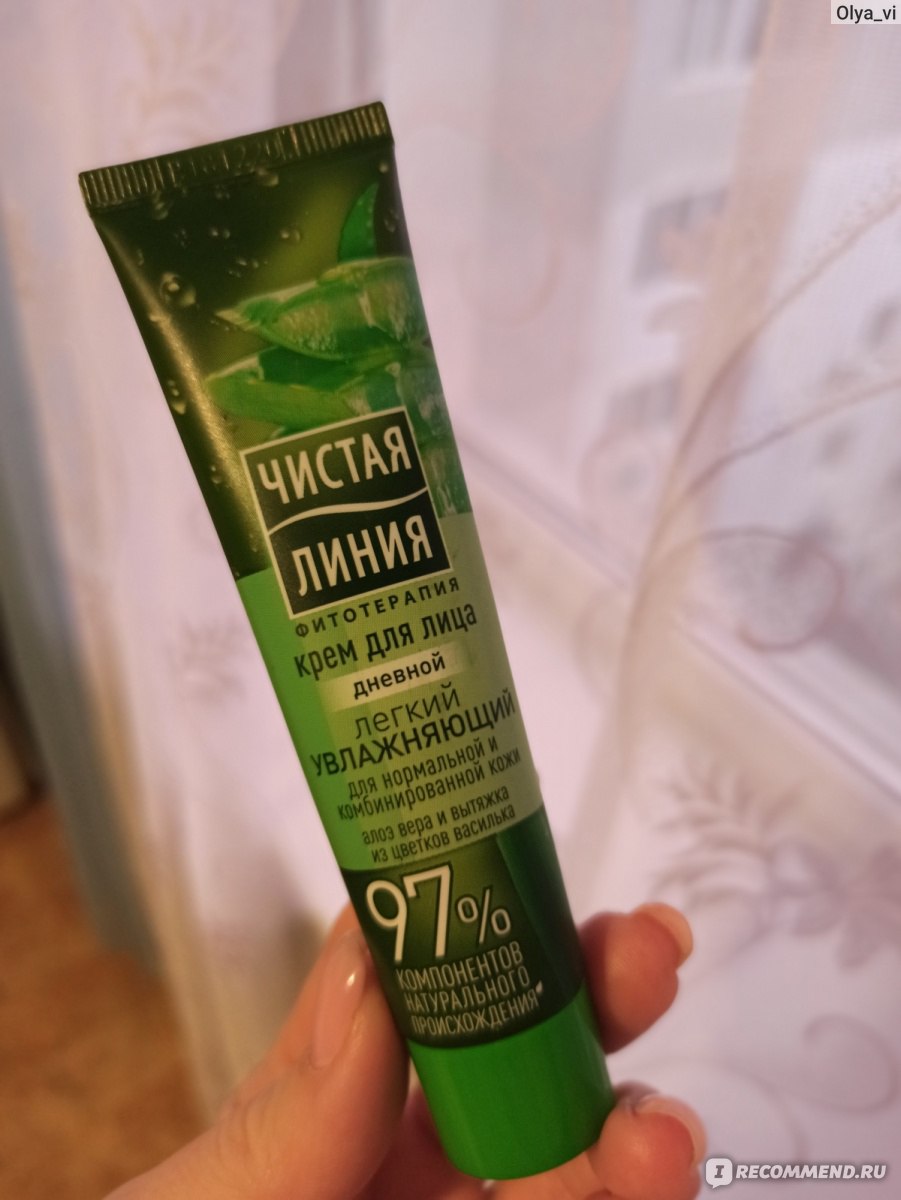 Olya_vi
ЧИСТАЯ
ЛИНИЯ
ФИТОТЕРАПИЯ
крем для лица
дневной
легкий
УВЛАЖНЯЮЩИЙ
для нормальной и
комбинированной кожи
алоэ вера и вытяжка
из цветков василька
97%
КОМПОНЕНТОВ
НАТУРАЛЬНОГО
ПРОИСХОЖДЕНИЯ
IRECOMMEND.RU